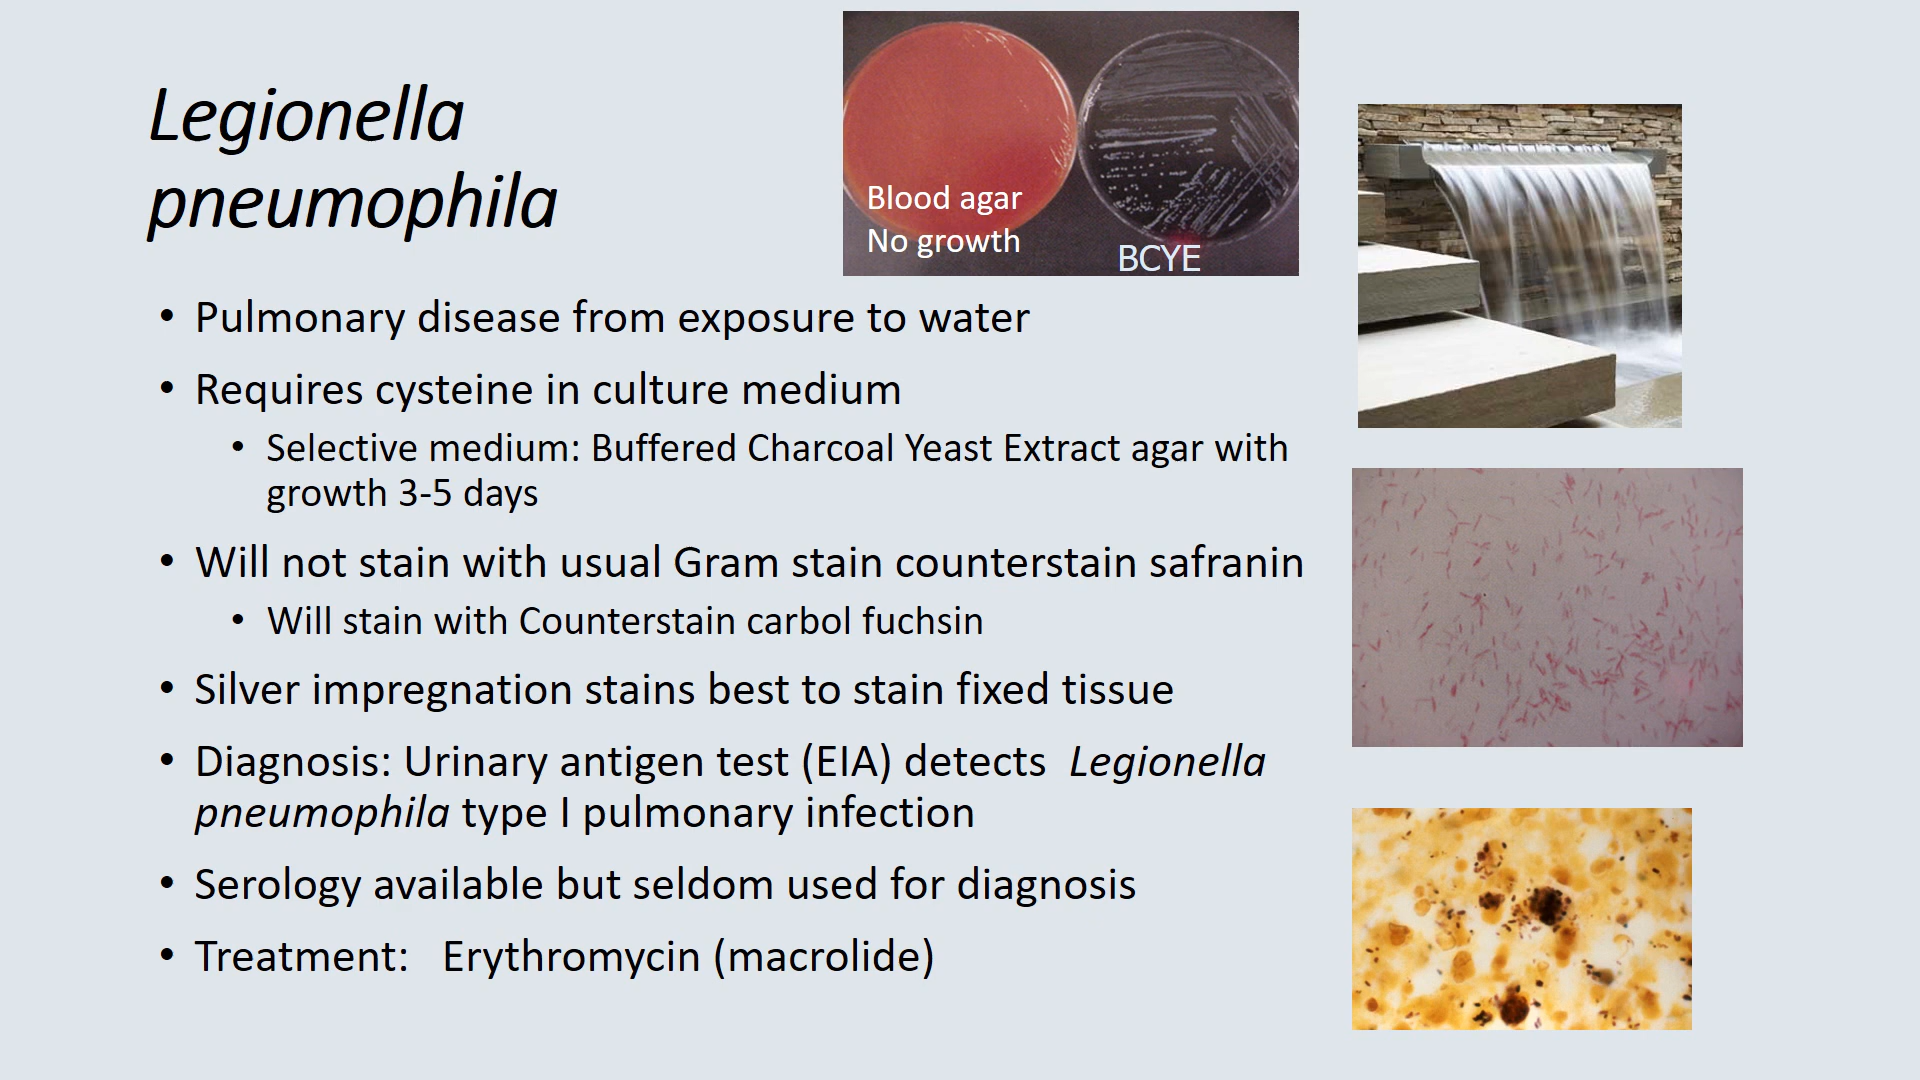 Legionella
pneumophila
Blood agar
No growth
BCYE
• Pulmonary disease from exposure to water
• Requires cysteine in culture medium
• Selective medium: Buffered Charcoal Yeast Extract agar with
growth 3-5 days
• Will not stain with usual Gram stain counterstain safranin
• Will stain with Counterstain carbol fuchsin
• Silver impregnation stains best to stain fixed tissue
• Diagnosis: Urinary antigen test (EIA) detects Legionella
pneumophila type I pulmonary infection
• Serology available but seldom used for diagnosis
• Treatment: Erythromycin (macrolide)